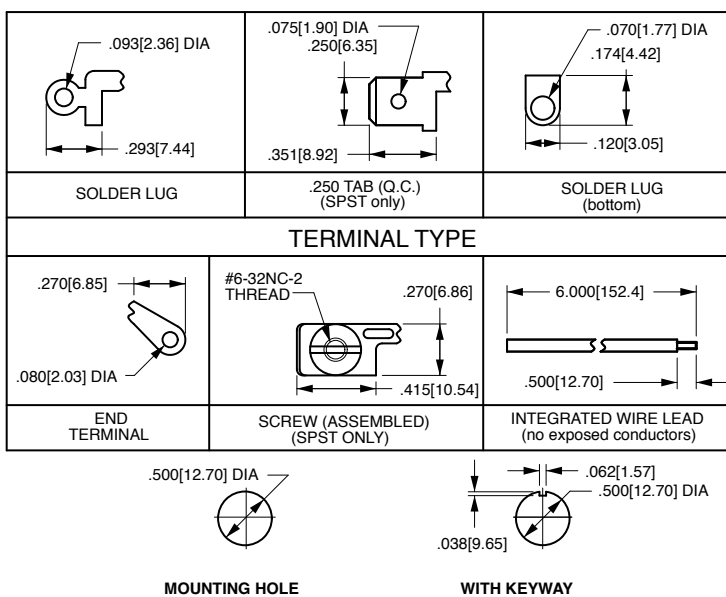 .093[2.36] DIA
.293[7.44]
SOLDER LUG
.075[1.90] DIA
.250[6.35]
.351[8.92]
.250 TAB (Q.C.)
(SPST only)
.070[1.77] DIA
.174[4.42]
.120[3.05]
SOLDER LUG
(bottom)
TERMINAL TYPE
.270[6.85]
.080[2.03] DIA
END
TERMINAL
#6-32NC-2
THREAD
.270[6.86]
.415[10.54]
SCREW (ASSEMBLED)
(SPST ONLY)
6.000[152.4]
.500[12.70]
INTEGRATED WIRE LEAD
(no exposed conductors)
.500[12.70] DIA
MOUNTING HOLE
.062[1.57]
.500[12.70] DIA
.038[9.65]
WITH KEYWAY